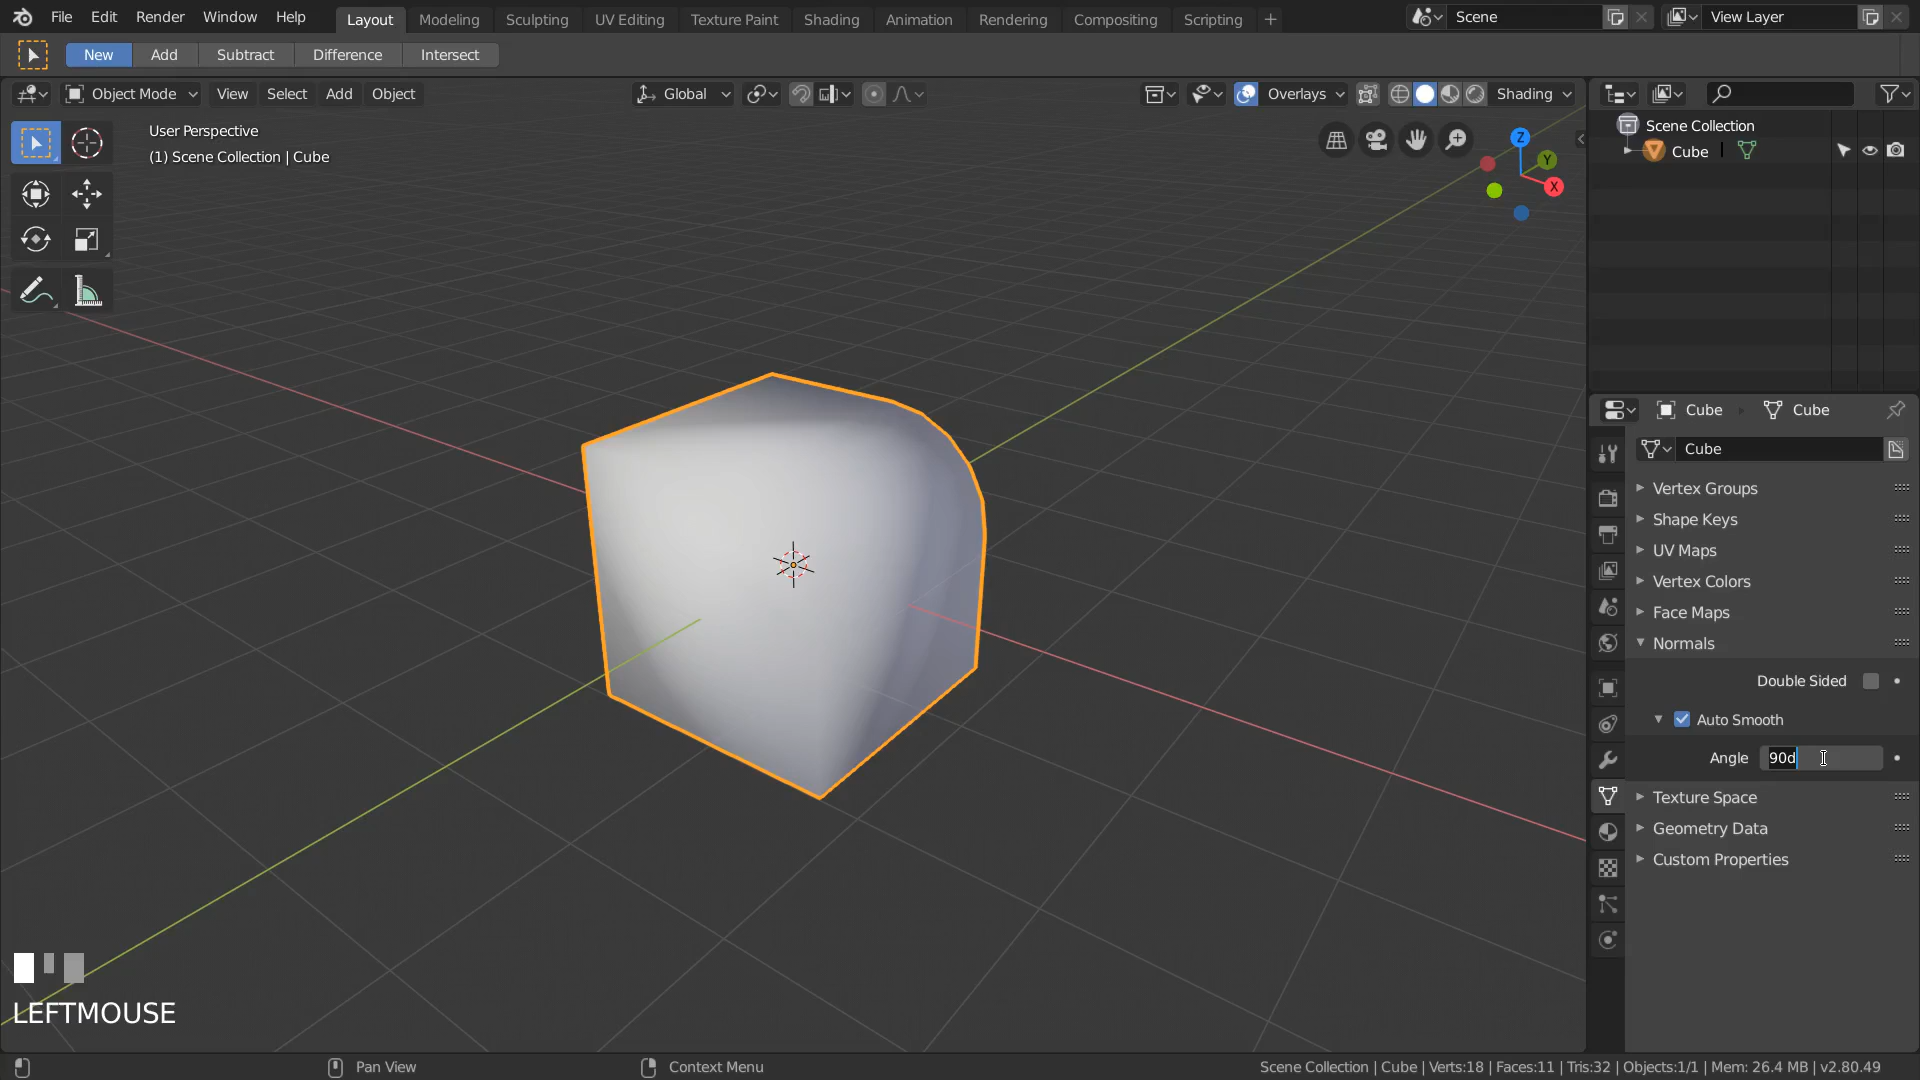 File Edit Render Window Help
Layout Modeling Sculpting UV Editing Texture Paint Shading Animation Rendering Compositing Scripting +
Scene
View Layer
New Add Subtract Difference Intersect
Object Mode View Select Add Object
Global
Overlays
Shading
User Perspective
(1) Scene Collection | Cube
Z
Y
X
Scene Collection
Cube
Cube Cube
Cube
Vertex Groups
Shape Keys
UV Maps
Vertex Colors
Face Maps
Normals
Double Sided
Auto Smooth
Angle 90d
Texture Space
Geometry Data
Custom Properties
LEFTMOUSE
Pan View
Context Menu
Scene Collection | Cube | Verts:18 | Faces:11 | Tris:32 | Objects:1/1 | Mem: 26.4 MB | v2.80.49